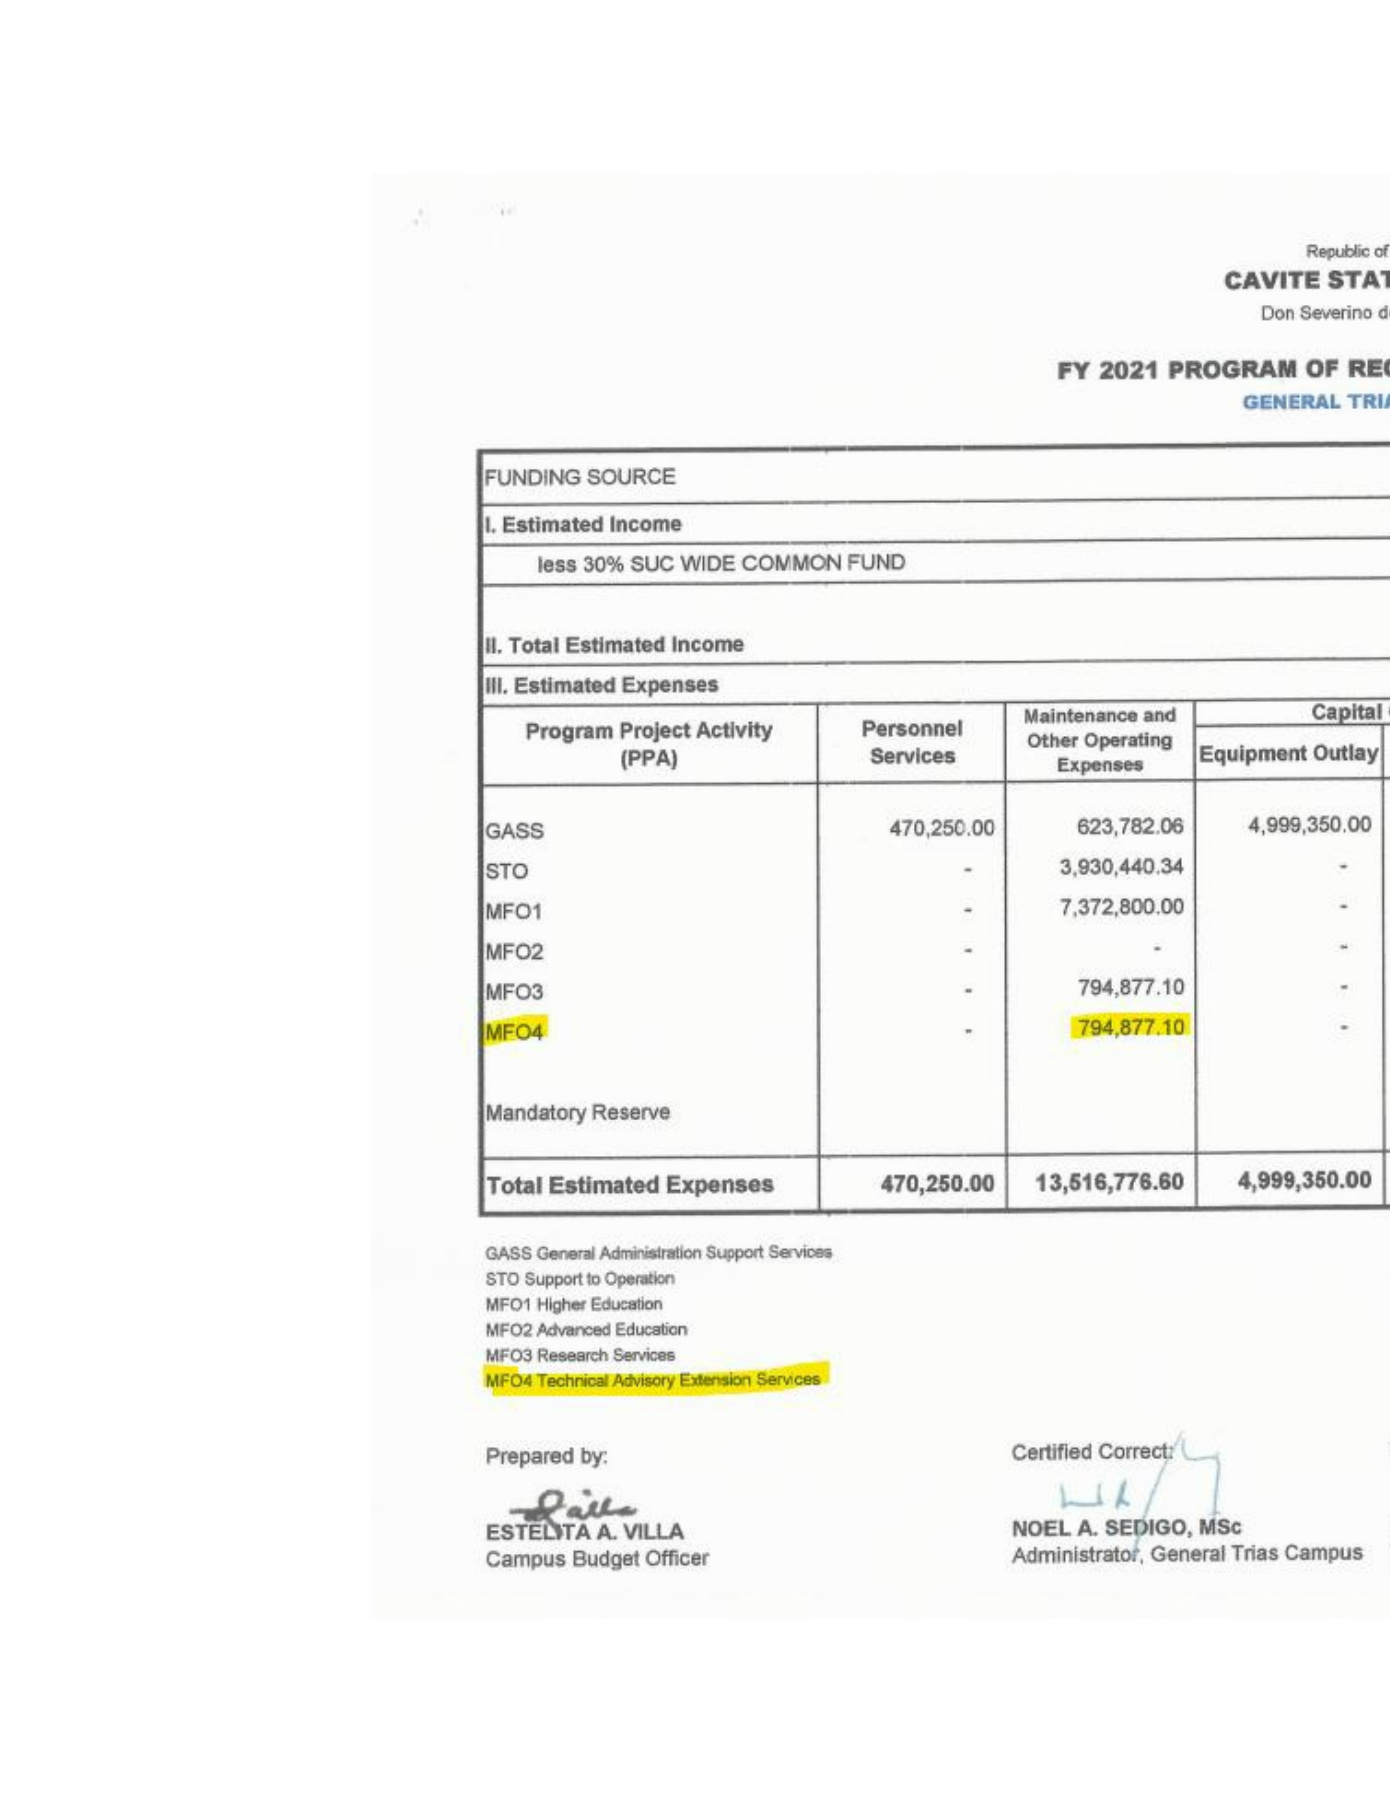 Republic of
CAVITE STAT
Don Severino d
FY 2021 PROGRAM OF REC
GENERAL TRIA
FUNDING SOURCE
I. Estimated Income
less 30% SUC WIDE COMMON FUND
II. Total Estimated Income
III. Estimated Expenses
Program Project Activity (PPA) Personnel Services Maintenance and Other Operating Expenses Capital Equipment Outlay
GASS 470,250.00 623,782.06 4,999,350.00
STO - 3,930,440.34 -
MFO1 - 7,372,800.00 -
MFO2 - - -
MFO3 - 794,877.10 -
MFO4 - 794,877.10 -
Mandatory Reserve
Total Estimated Expenses 470,250.00 13,516,776.60 4,999,350.00
GASS General Administration Support Services
STO Support to Operation
MFO1 Higher Education
MFO2 Advanced Education
MFO3 Research Services
MFO4 Technical Advisory Extension Services
Prepared by: Certified Correct:
ESTELITA A. VILLA NOEL A. SEDIGO, MSc
Campus Budget Officer Administrator, General Trias Campus